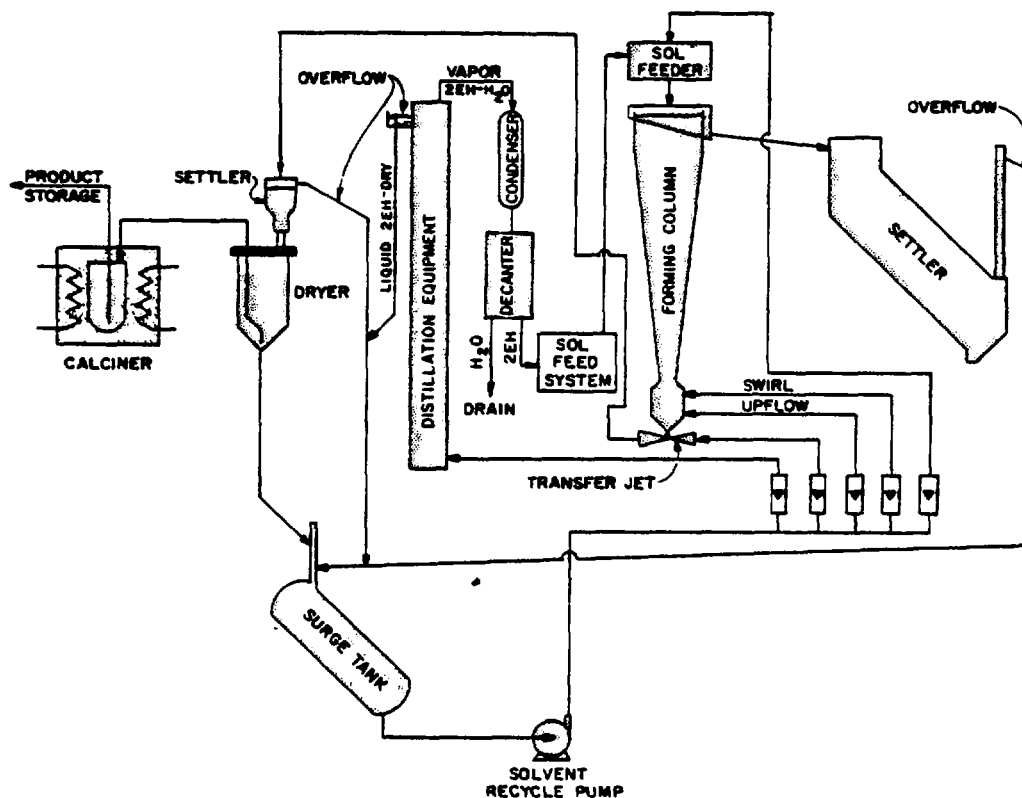 SOL
FEEDER
VAPOR
2EH-H2O
OVERFLOW
OVERFLOW
CONDENSER
PRODUCT
STORAGE
SETTLER
LIQUID 2EH-DRY
DISTILLATION EQUIPMENT
FORMING COLUMN
SETTLER
DECANTER
DRYER
CALCINER
H2O
2EH
SOL
FEED
SYSTEM
DRAIN
SWIRL
UPFLOW
TRANSFER JET
SURGE TANK
SOLVENT
RECYCLE PUMP